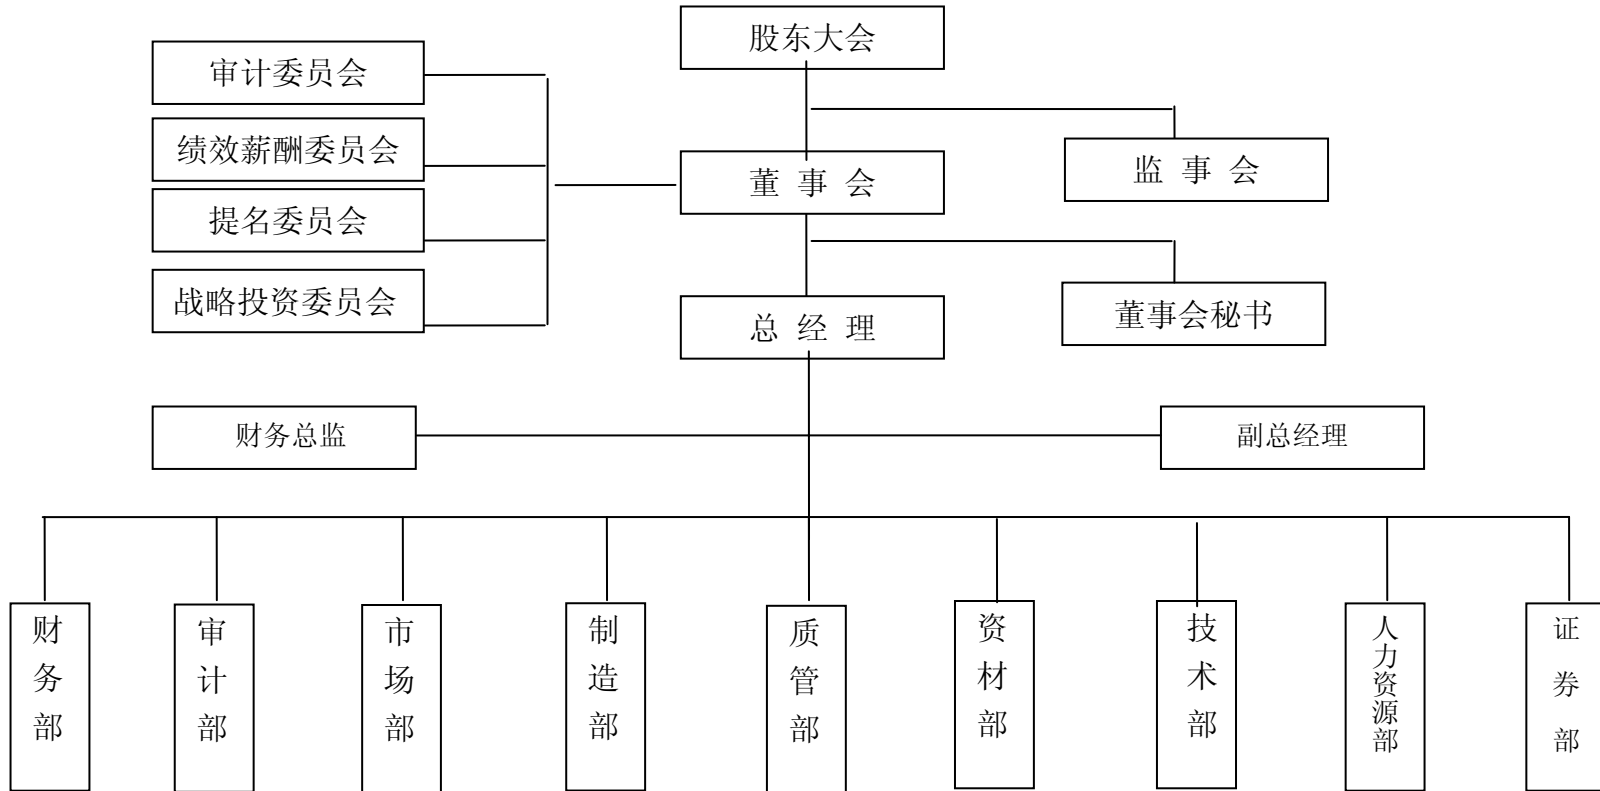 股东大会
审计委员会
绩效薪酬委员会
监 事 会
董 事 会
提名委员会
战略投资委员会
董事会秘书
总 经 理
财务总监
副总经理
财务部
审计部
市场部
制造部
质管部
资材部
技术部
人力资源部
证券部